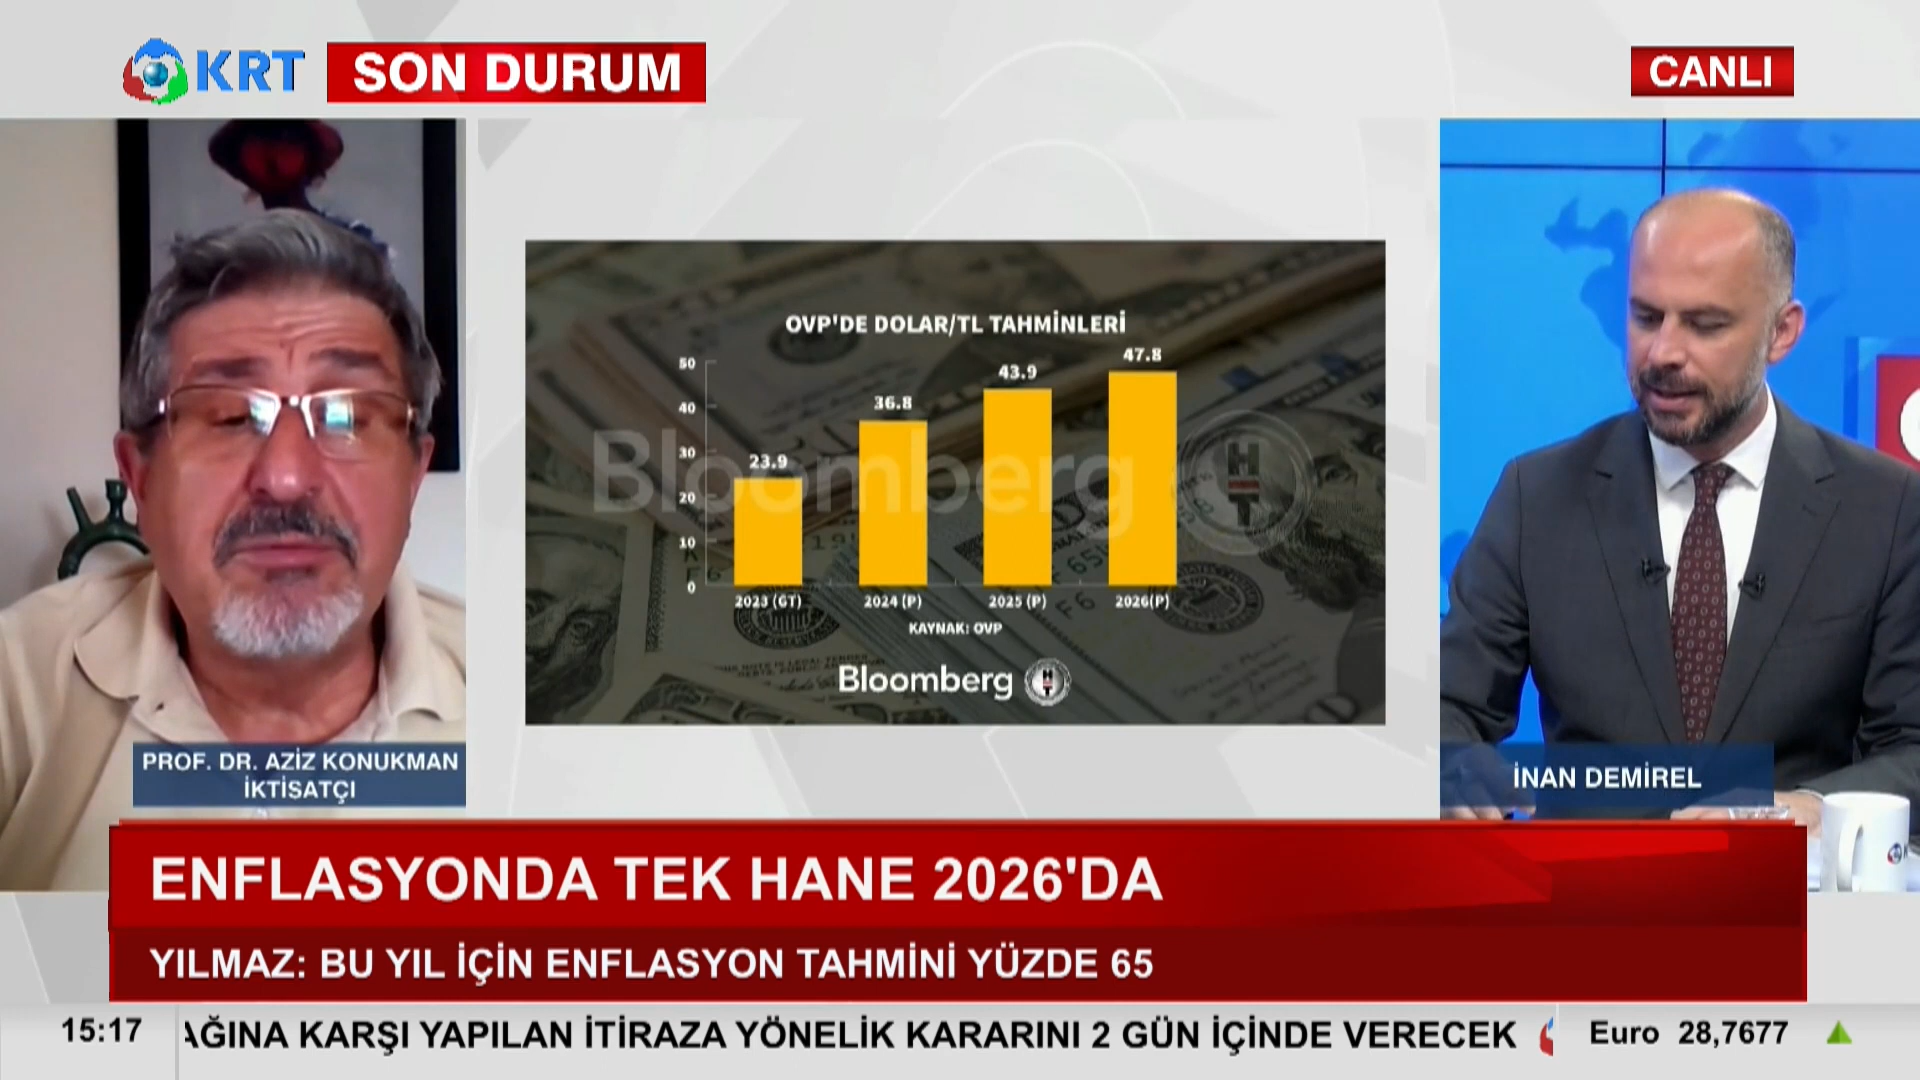 KRT
SON DURUM
CANLI
OVP'DE DOLAR/TL TAHMİNLERİ
50
40
30
20
10
0
23.9
36.8
43.9
47.8
2023 (GT)
2024 (P)
2025 (P)
2026(P)
KAYNAK: OVP
Bloomberg HT
Bloomberg HT
PROF. DR. AZİZ KONUKMAN
İKTİSATÇI
İNAN DEMİREL
ENFLASYONDA TEK HANE 2026'DA
YILMAZ: BU YIL İÇİN ENFLASYON TAHMİNİ YÜZDE 65
15:17
AĞINA KARŞI YAPILAN İTİRAZA YÖNELİK KARARINI 2 GÜN İÇİNDE VERECEK
Euro 28,7677